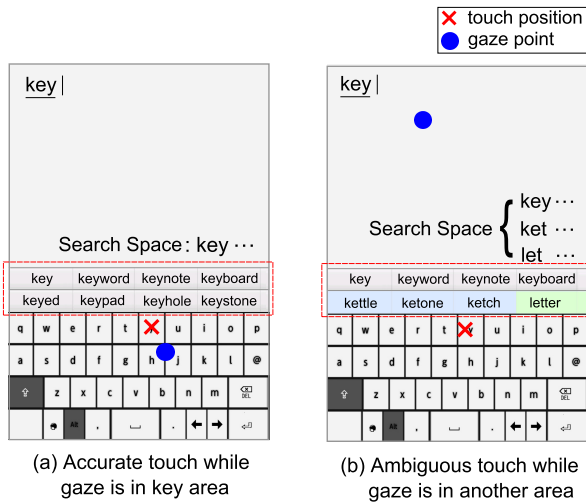 touch position
gaze point
key
Search Space: key ···
key keyword keynote keyboard
keyed keypad keyhole keystone
q w e r t u i o p
a s d f g h j k l @
⇧ z x c v b n m DEL
Alt , . ← →
(a) Accurate touch while
gaze is in key area
key
Search Space { key ···
ket ···
let ···
key keyword keynote keyboard
kettle ketone ketch letter
q w e r t y u i o p
a s d f g h j k l @
⇧ z x c v b n m DEL
Alt , . ← →
(b) Ambiguous touch while
gaze is in another area